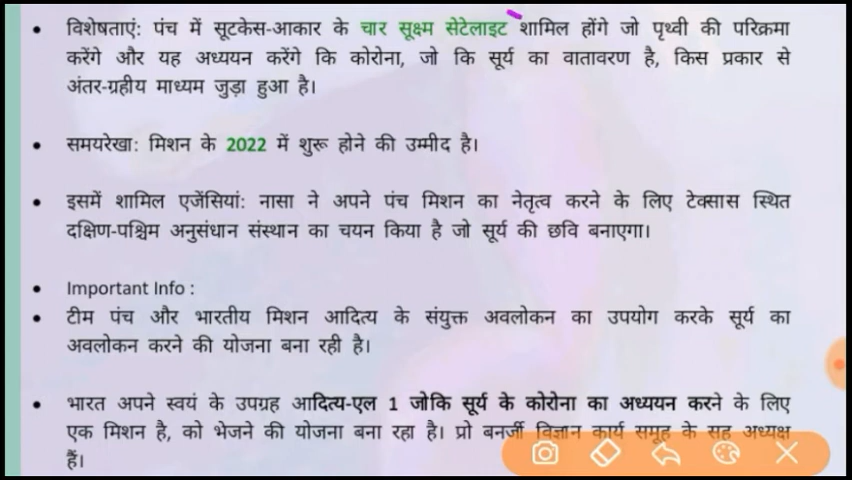 • विशेषताएं: पंच में सूटकेस-आकार के चार सूक्ष्म सेटेलाइट शामिल होंगे जो पृथ्वी की परिक्रमा
करेंगे और यह अध्ययन करेंगे कि कोरोना, जो कि सूर्य का वातावरण है, किस प्रकार से
अंतर-ग्रहीय माध्यम जुड़ा हुआ है।
• समयरेखा: मिशन के 2022 में शुरू होने की उम्मीद है।
• इसमें शामिल एजेंसियां: नासा ने अपने पंच मिशन का नेतृत्व करने के लिए टेक्सास स्थित
दक्षिण-पश्चिम अनुसंधान संस्थान का चयन किया है जो सूर्य की छवि बनाएगा।
• Important Info :
• टीम पंच और भारतीय मिशन आदित्य के संयुक्त अवलोकन का उपयोग करके सूर्य का
अवलोकन करने की योजना बना रही है।
• भारत अपने स्वयं के उपग्रह आदित्य-एल 1 जोकि सूर्य के कोरोना का अध्ययन करने के लिए
एक मिशन है, को भेजने की योजना बना रहा है। प्रो बनर्जी विज्ञान कार्य समूह के सह अध्यक्ष
हैं।